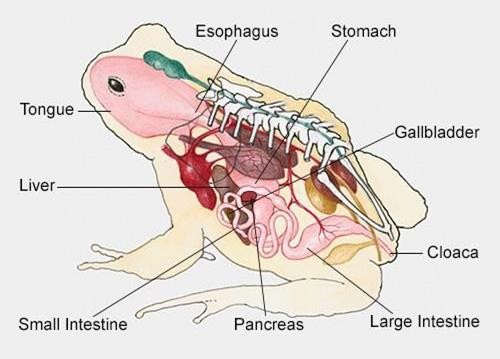 Esophagus
Stomach
Tongue
Gallbladder
Liver
Cloaca
Small Intestine
Pancreas
Large Intestine